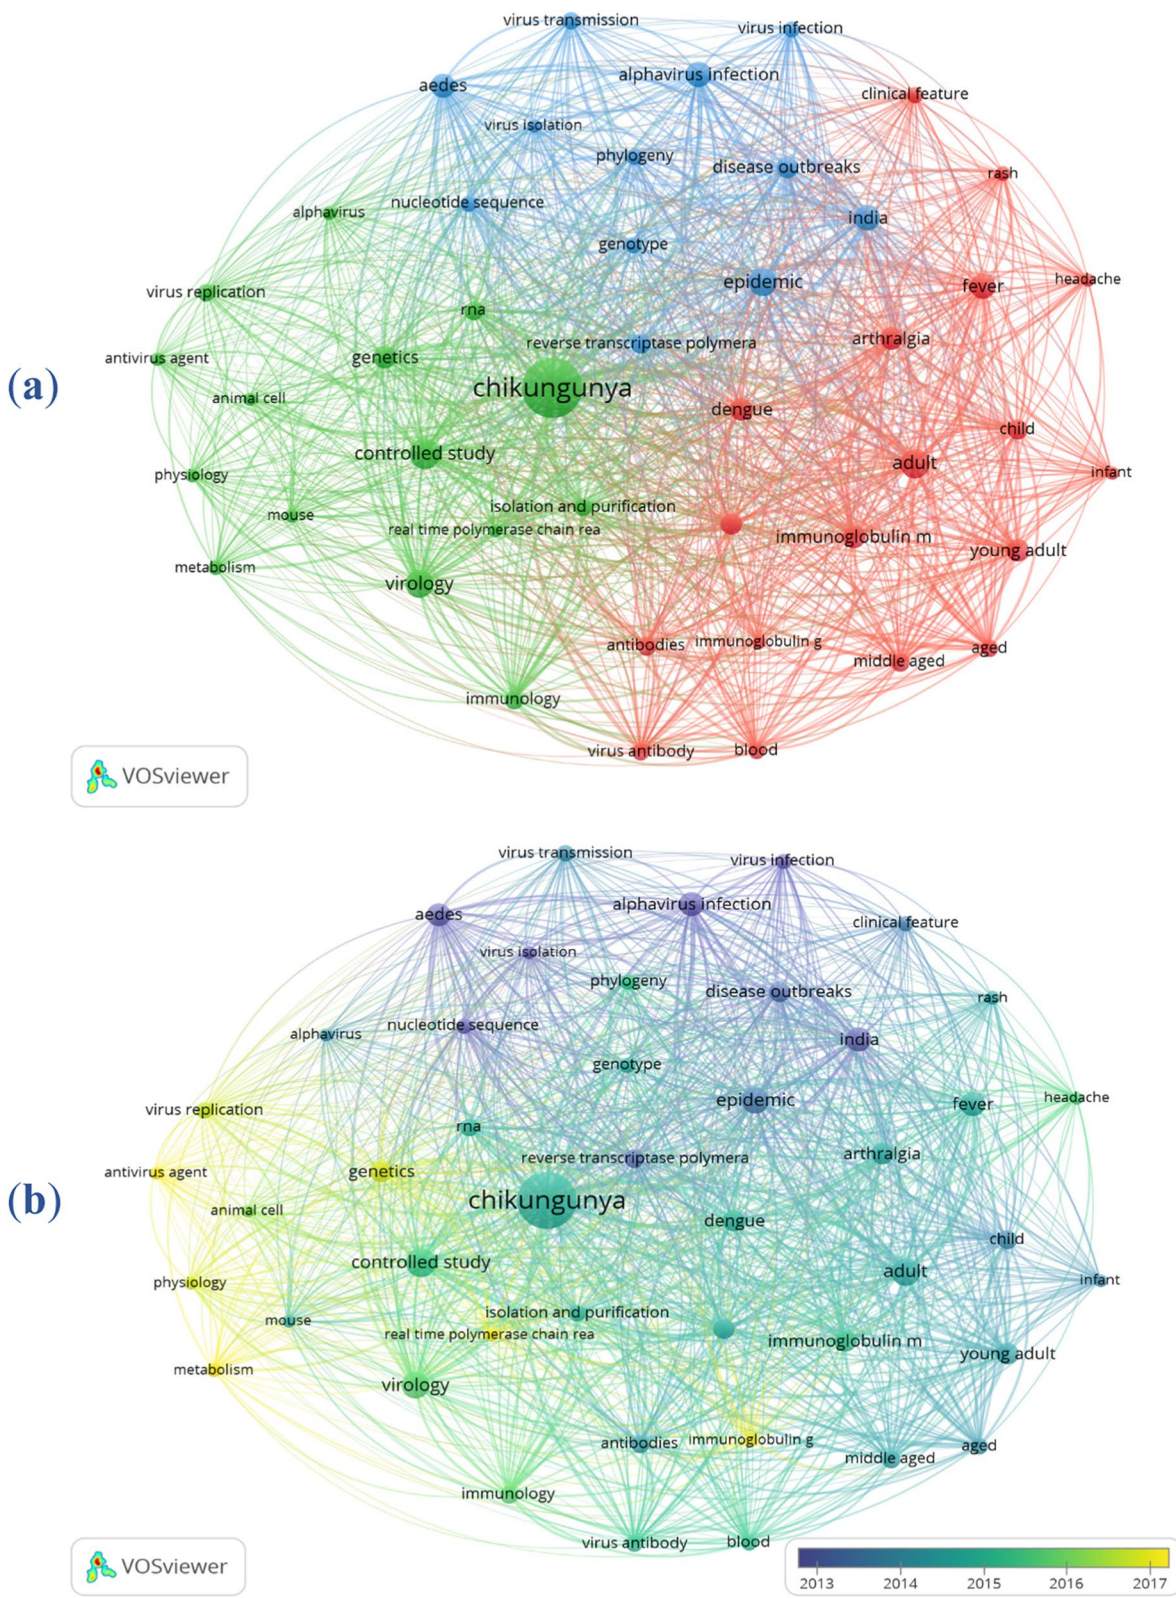 virus transmission
virus infection
alphavirus infection
aedes
clinical feature
virus isolation
phylogeny
disease outbreaks
rash
nucleotide sequence
alphavirus
india
genotype
epidemic
fever
headache
virus replication
rna
reverse transcriptase polymera
arthralgia
antivirus agent
genetics
(a)
chikungunya
animal cell
dengue
child
controlled study
adult
infant
physiology
isolation and purification
mouse
real time polymerase chain rea
immunoglobulin m
young adult
metabolism
virology
antibodies
immunoglobulin g
aged
middle aged
immunology
virus antibody
blood
VOSviewer
virus transmission
virus infection
alphavirus infection
aedes
clinical feature
virus isolation
phylogeny
disease outbreaks
rash
nucleotide sequence
alphavirus
india
genotype
epidemic
fever
headache
virus replication
rna
reverse transcriptase polymera
arthralgia
antivirus agent
genetics
(b)
chikungunya
animal cell
dengue
child
controlled study
adult
infant
physiology
isolation and purification
mouse
real time polymerase chain rea
immunoglobulin m
young adult
metabolism
virology
antibodies
immunoglobulin g
aged
middle aged
immunology
virus antibody
blood
VOSviewer
2013 2014 2015 2016 2017